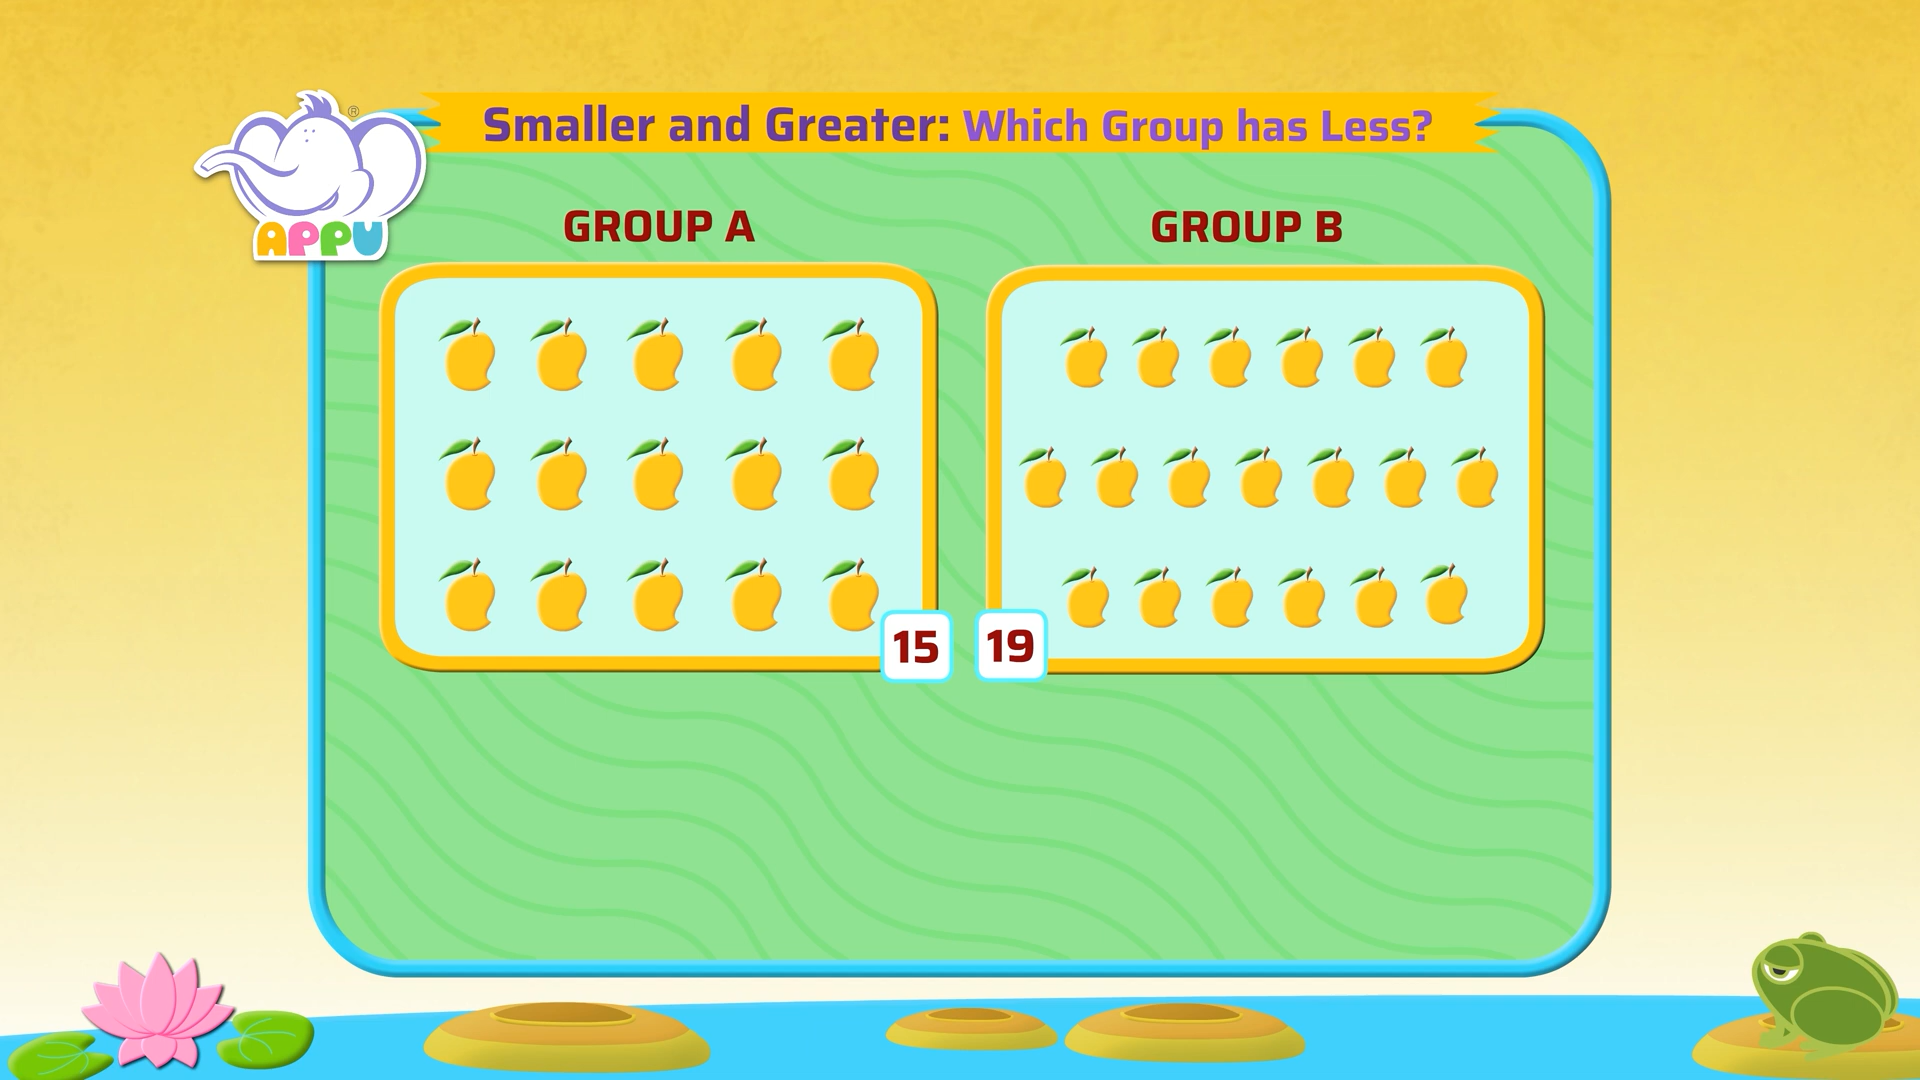 Smaller and Greater: Which Group has Less?
®
APPU
GROUP A
GROUP B
15
19